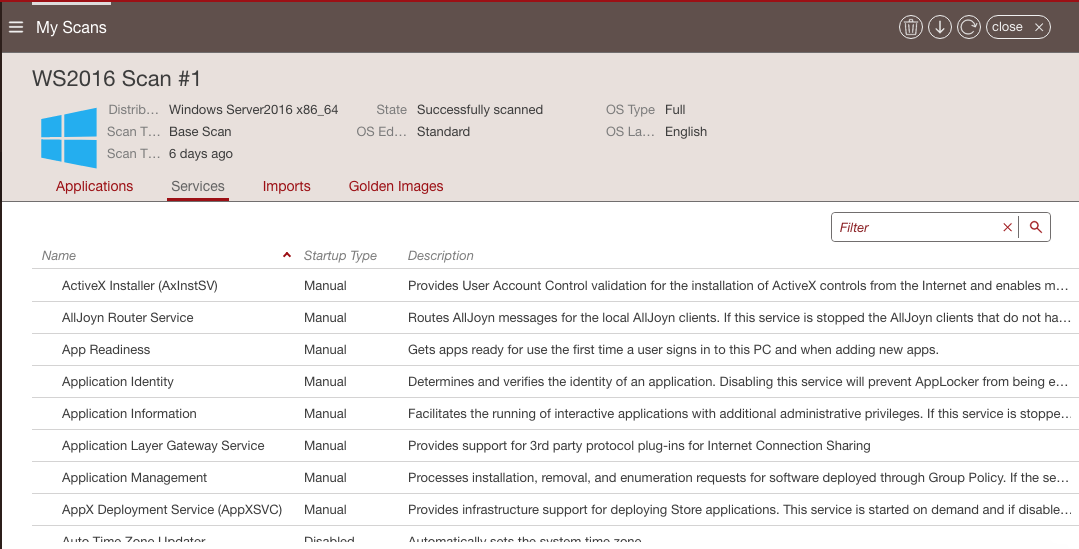 My Scans
close
WS2016 Scan #1
Distrib… Windows Server2016 x86_64 State Successfully scanned OS Type Full
Scan T… Base Scan OS Ed… Standard OS La… English
Scan T… 6 days ago
Applications Services Imports Golden Images
Filter
Name Startup Type Description
ActiveX Installer (AxInstSV) Manual Provides User Account Control validation for the installation of ActiveX controls from the Internet and enables m…
AllJoyn Router Service Manual Routes AllJoyn messages for the local AllJoyn clients. If this service is stopped the AllJoyn clients that do not ha…
App Readiness Manual Gets apps ready for use the first time a user signs in to this PC and when adding new apps.
Application Identity Manual Determines and verifies the identity of an application. Disabling this service will prevent AppLocker from being e…
Application Information Manual Facilitates the running of interactive applications with additional administrative privileges. If this service is stoppe…
Application Layer Gateway Service Manual Provides support for 3rd party protocol plug-ins for Internet Connection Sharing
Application Management Manual Processes installation, removal, and enumeration requests for software deployed through Group Policy. If the se…
AppX Deployment Service (AppXSVC) Manual Provides infrastructure support for deploying Store applications. This service is started on demand and if disable…
Auto Time Zone Updater Disabled Automatically sets the system time zone.